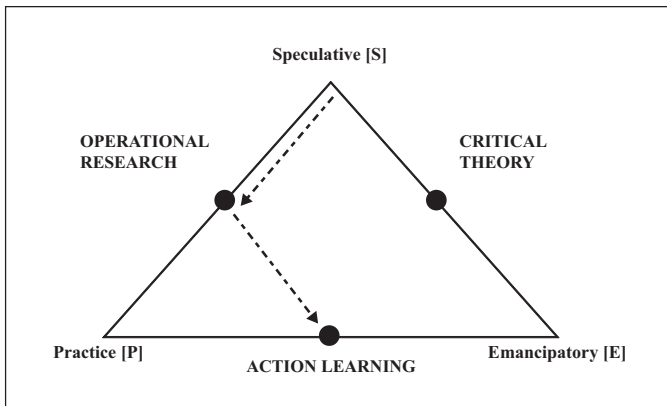 Speculative [S]
OPERATIONAL
RESEARCH
CRITICAL
THEORY
Practice [P]
ACTION LEARNING
Emancipatory [E]